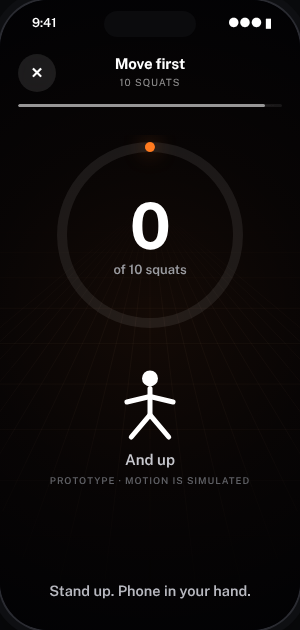 9:41
Move first
10 SQUATS
0
of 10 squats
And up
PROTOTYPE · MOTION IS SIMULATED
Stand up. Phone in your hand.